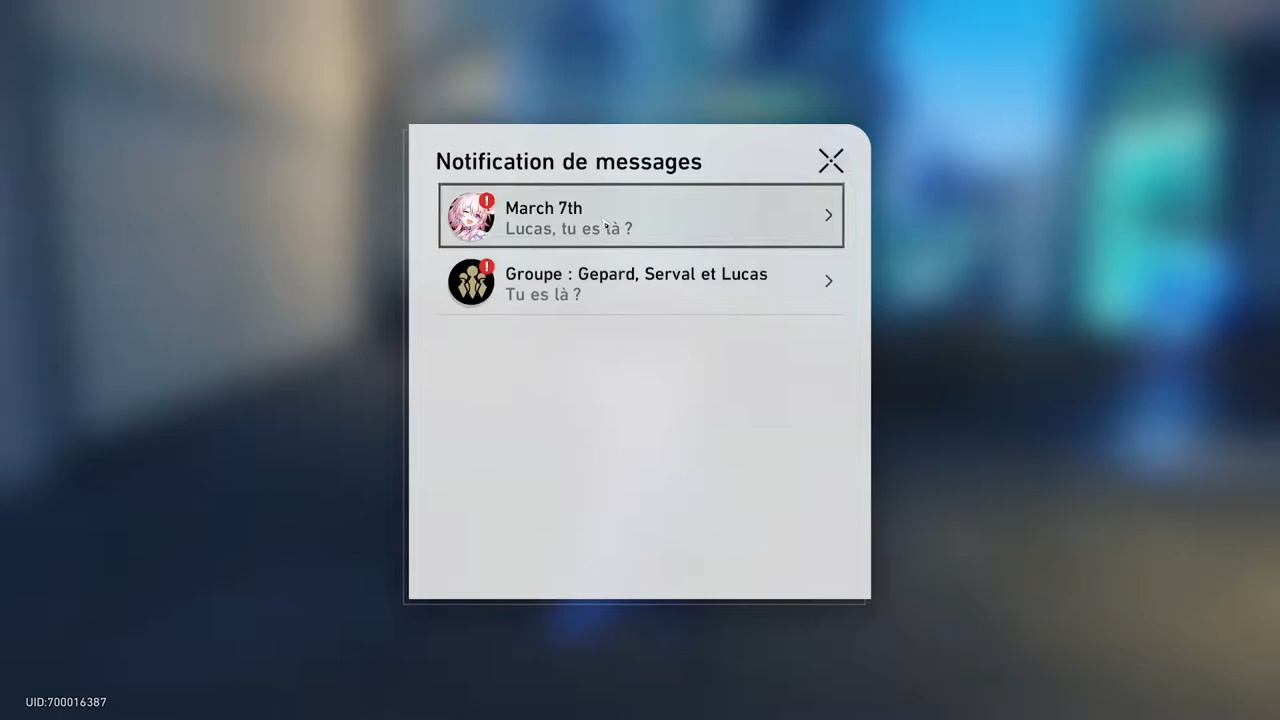 Notification de messages
March 7th
Lucas, tu es là ?
Groupe : Gepard, Serval et Lucas
Tu es là ?
UID:700016387